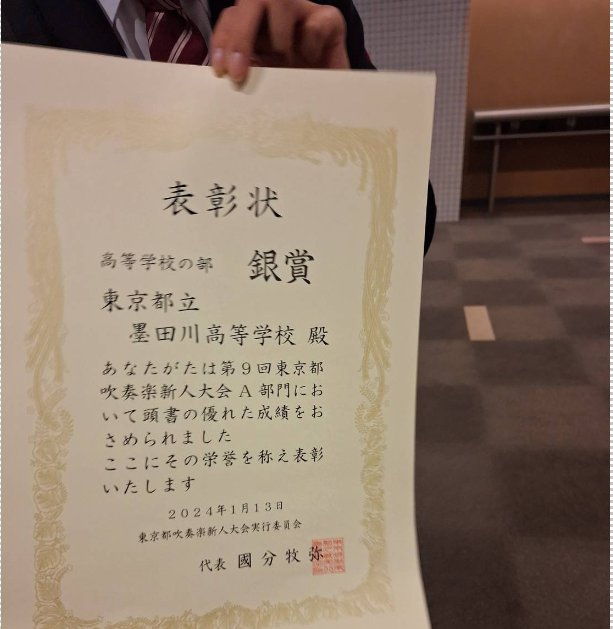 表彰状
高等学校の部 銀賞
東京都立
墨田川高等学校 殿
あなたがたは第9回東京都
吹奏楽新人大会 A 部門にお
いて頭書の優れた成績をお
さめられました
ここにその栄誉を称え表彰
いたします
2024年1月13日
東京都吹奏楽新人大会実行委員会
代表 國分牧弥